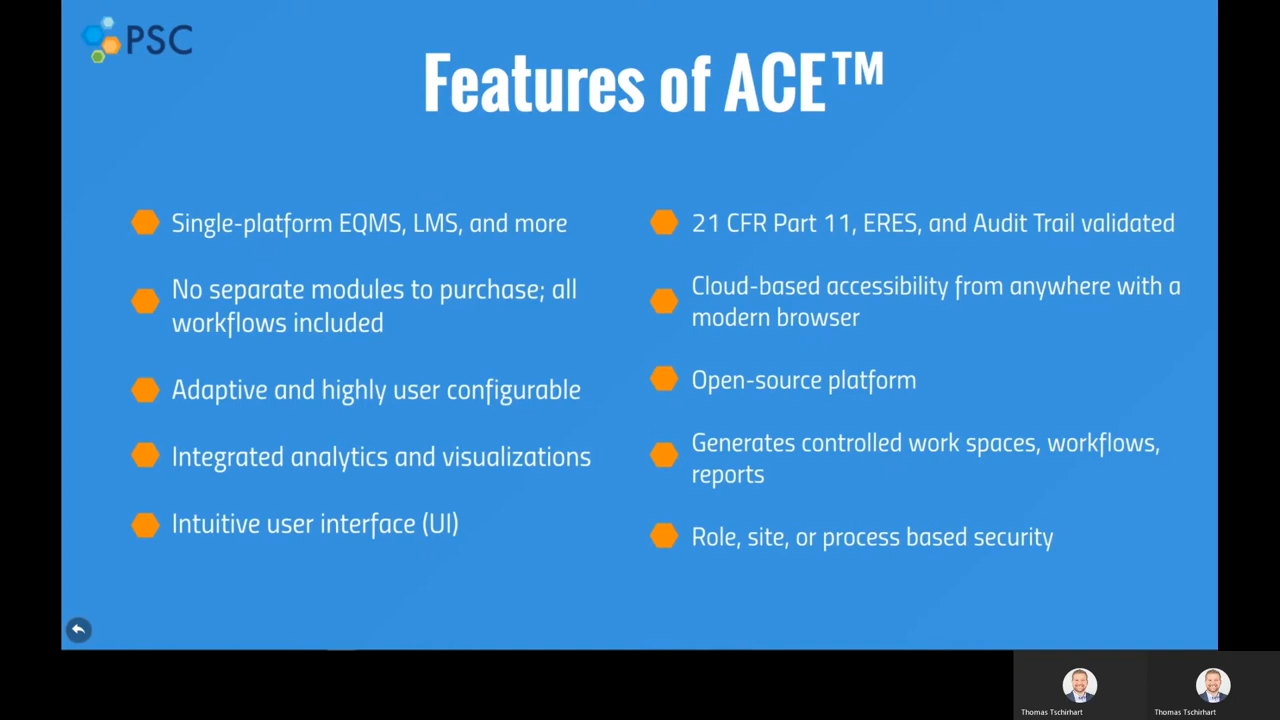 PSC
Features of ACE™
Single-platform EQMS, LMS, and more
No separate modules to purchase; all
workflows included
Adaptive and highly user configurable
Integrated analytics and visualizations
Intuitive user interface (UI)
21 CFR Part 11, ERES, and Audit Trail validated
Cloud-based accessibility from anywhere with a
modern browser
Open-source platform
Generates controlled work spaces, workflows,
reports
Role, site, or process based security
Thomas Tschirhart
Thomas Tschirhart